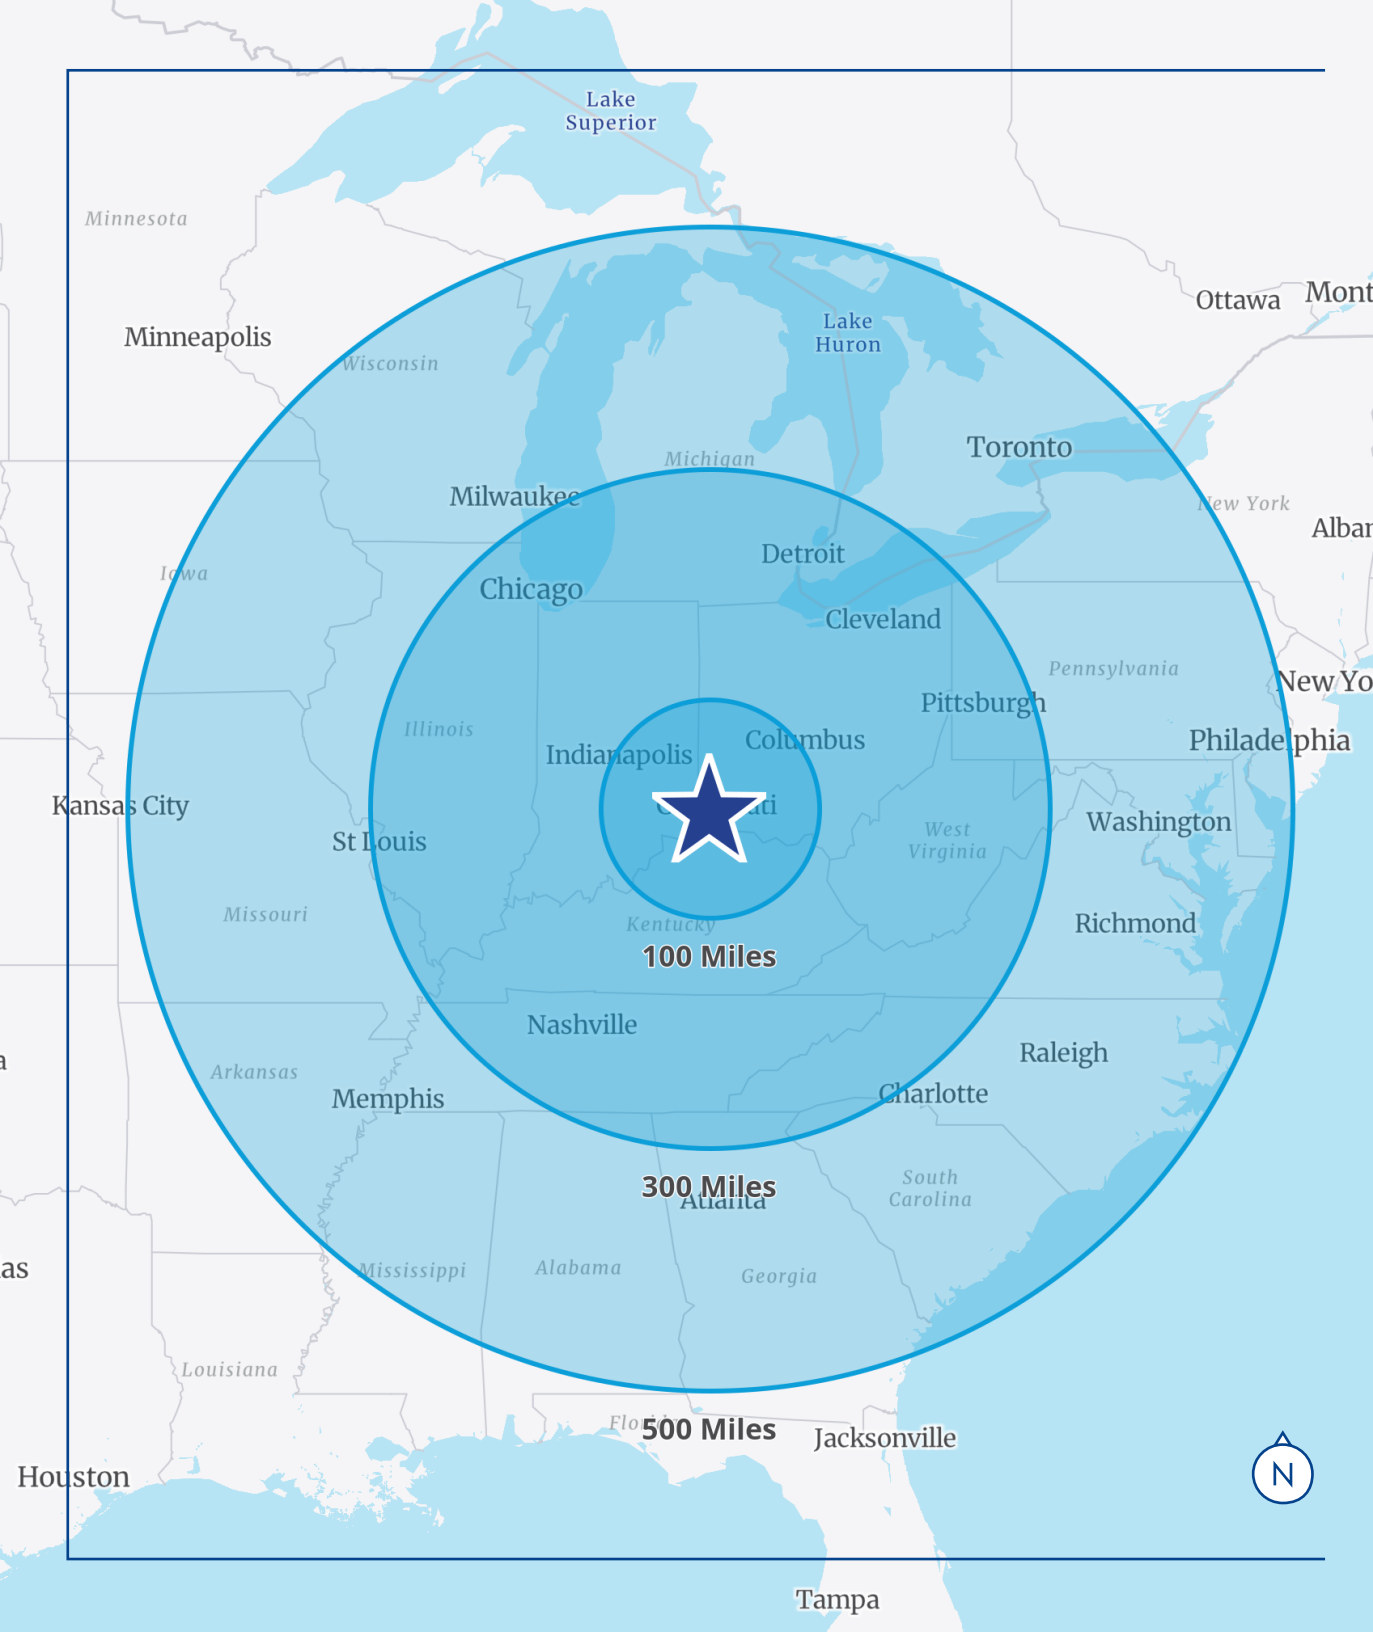 Lake
Superior
Minnesota
Ottawa
Mont
Lake
Huron
Minneapolis
Wisconsin
Toronto
Michigan
Milwaukee
New York
Alban
Detroit
Iowa
Chicago
Cleveland
Pennsylvania
New Yo
Pittsburgh
Illinois
Columbus
Philadelphia
Indianapolis
Kansas City
Washington
West
Virginia
St Louis
Missouri
Kentucky
Richmond
100 Miles
Nashville
Raleigh
a
Arkansas
Charlotte
Memphis
South
Carolina
300 Miles
Atlanta
as
Mississippi
Alabama
Georgia
Louisiana
Florida
500 Miles
Jacksonville
Houston
N
Tampa